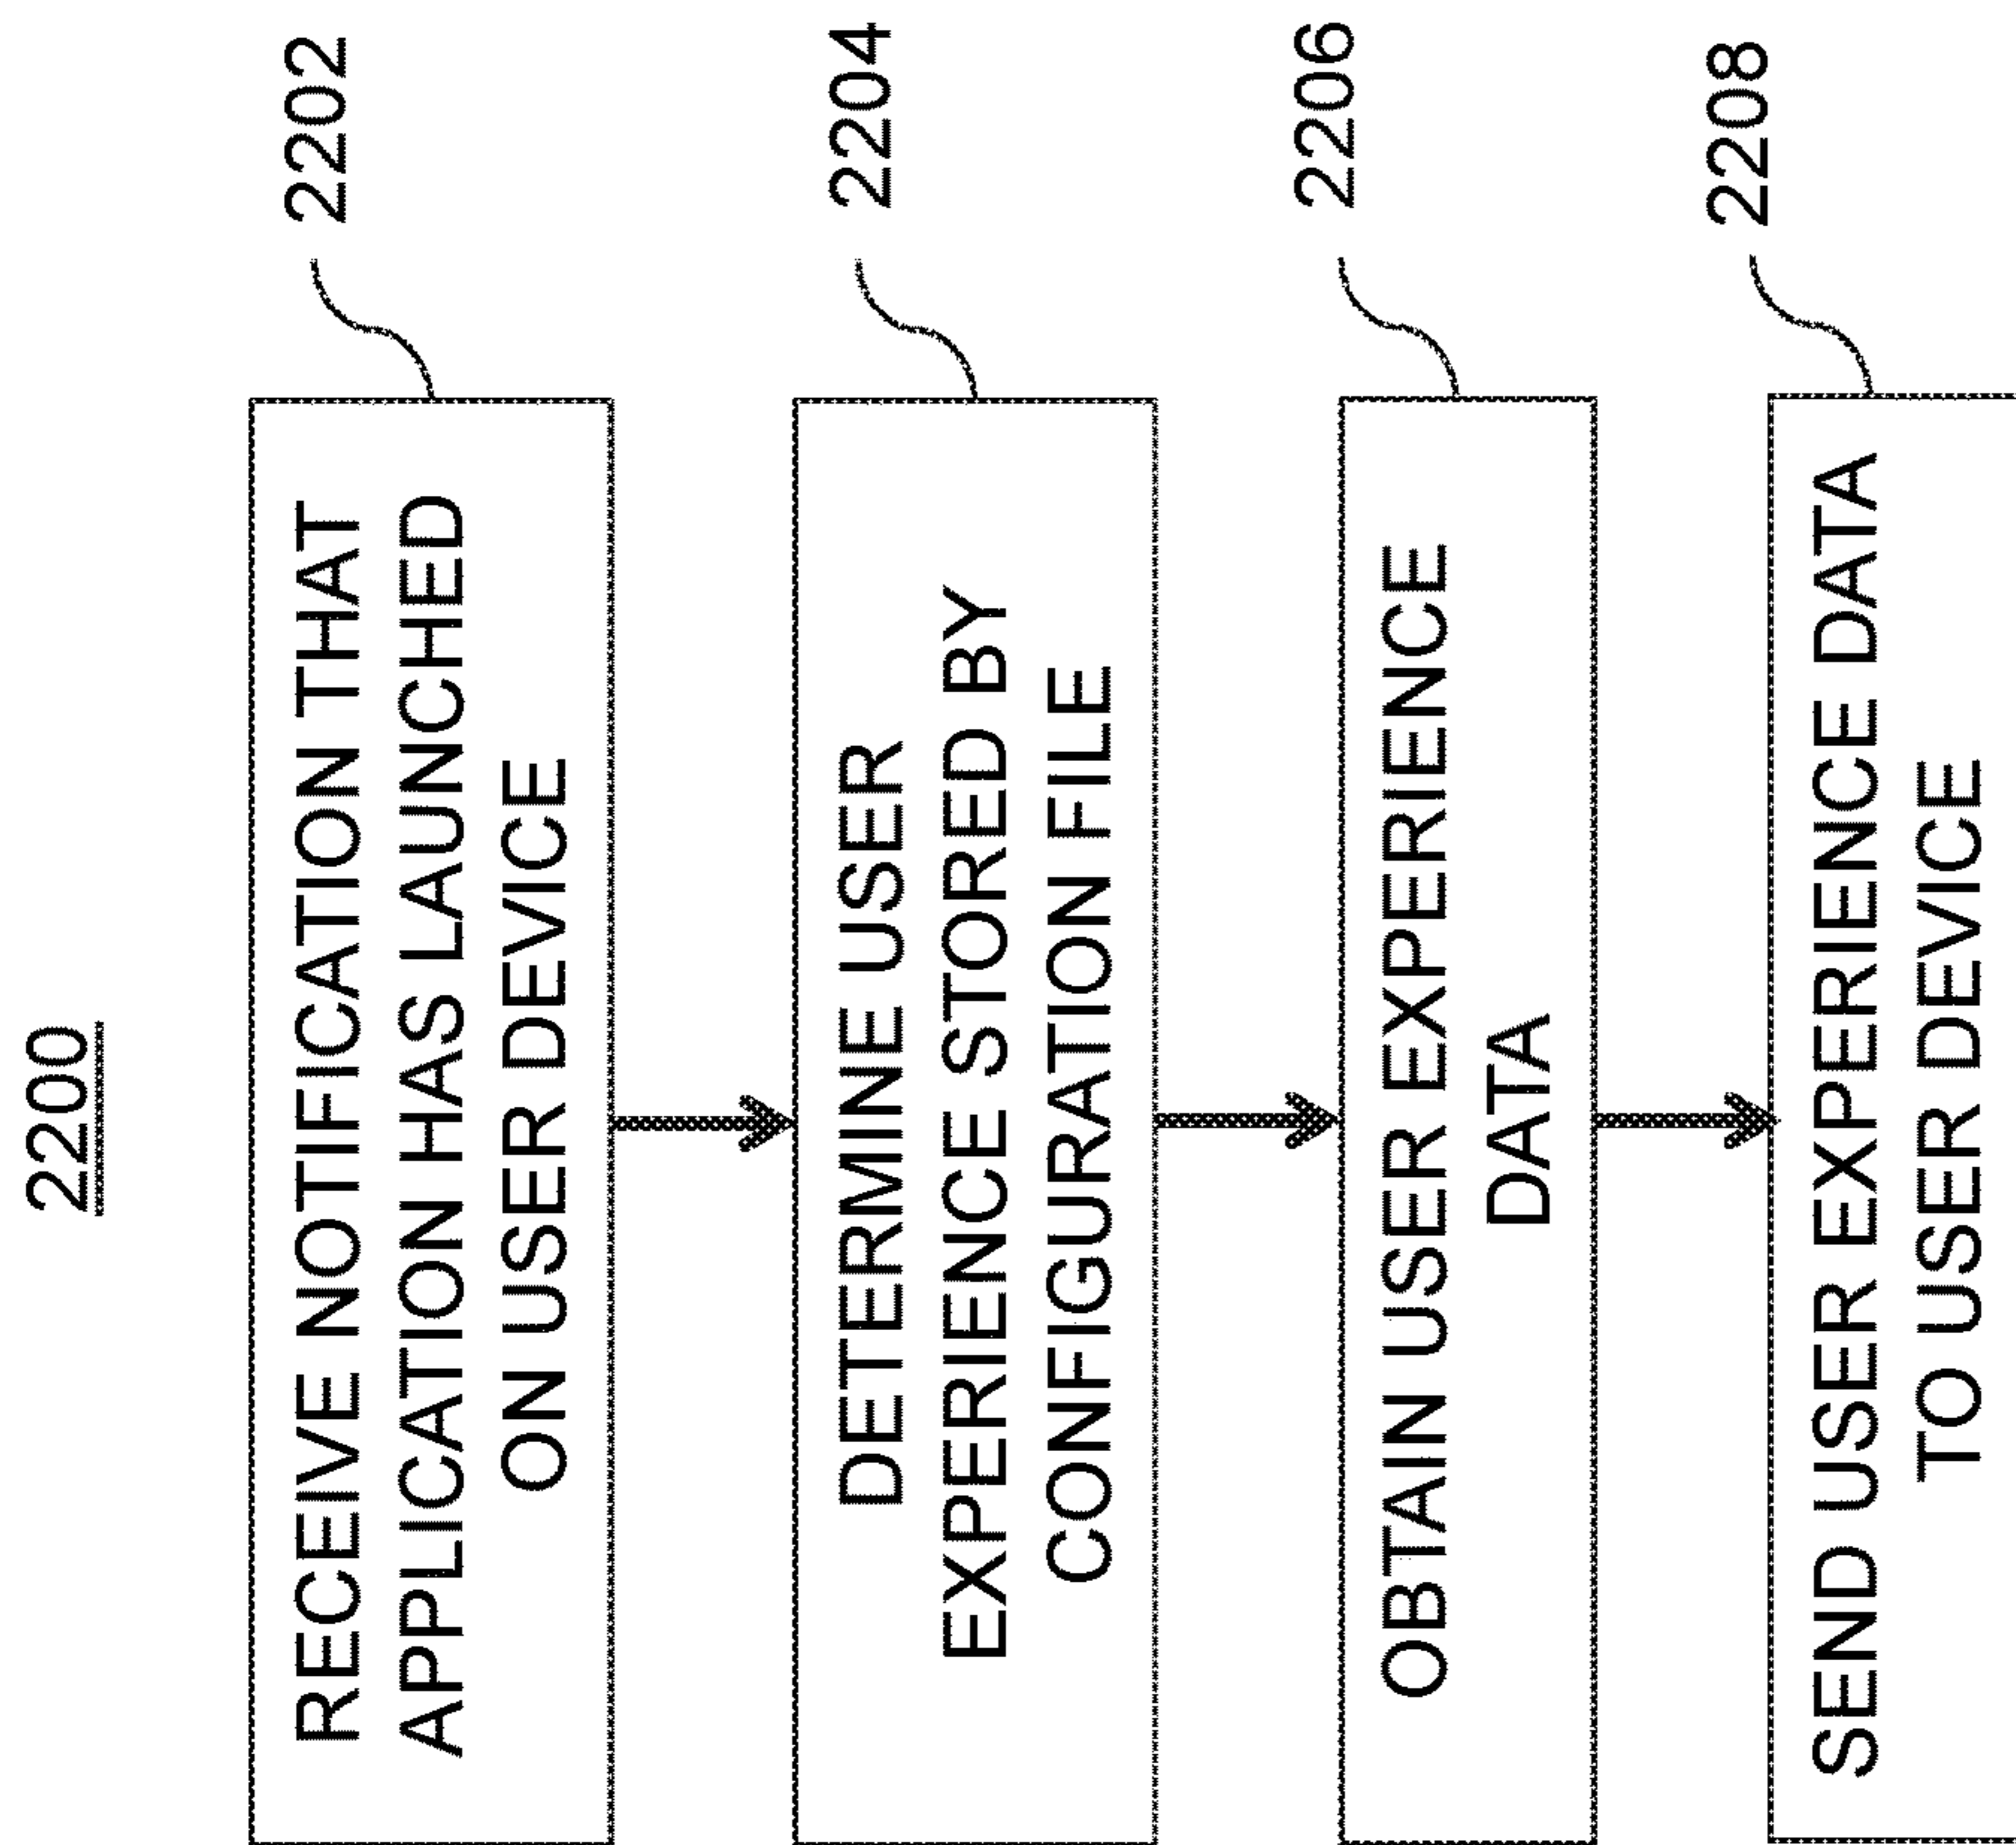 2200
RECEIVE NOTIFICATION THAT
APPLICATION HAS LAUNCHED
ON USER DEVICE
2202
DETERMINE USER
EXPERIENCE STORED BY
CONFIGURATION FILE
2204
OBTAIN USER EXPERIENCE
DATA
2206
SEND USER EXPERIENCE DATA
TO USER DEVICE
2208